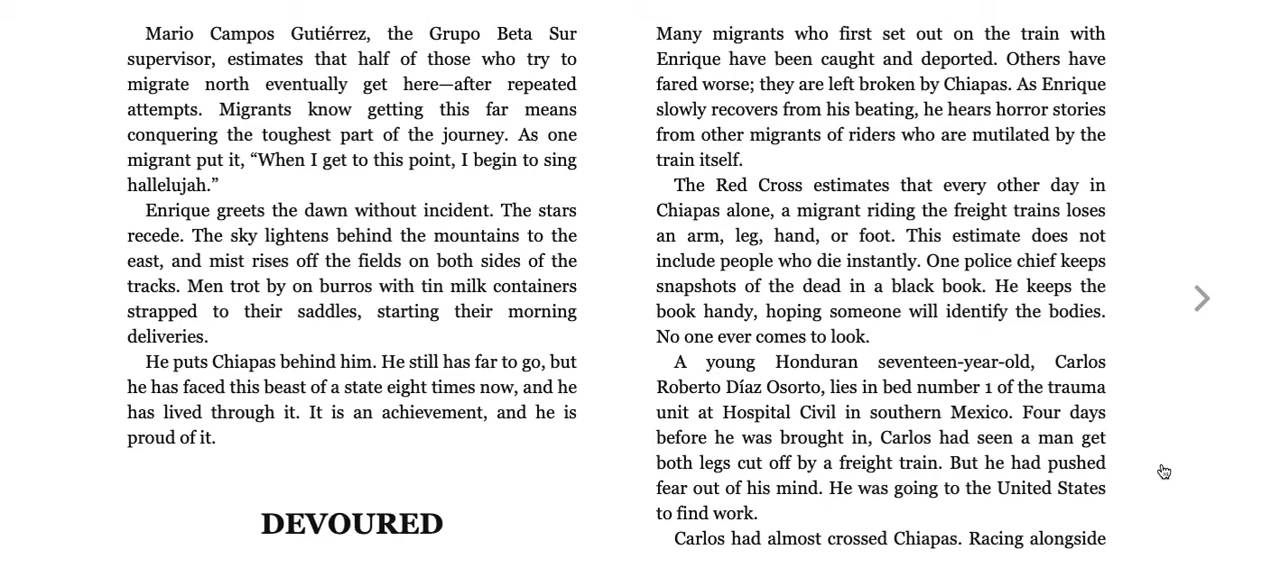 Mario Campos Gutiérrez, the Grupo Beta Sur
supervisor, estimates that half of those who try to
migrate north eventually get here—after repeated
attempts. Migrants know getting this far means
conquering the toughest part of the journey. As one
migrant put it, “When I get to this point, I begin to sing
hallelujah.”
Enrique greets the dawn without incident. The stars
recede. The sky lightens behind the mountains to the
east, and mist rises off the fields on both sides of the
tracks. Men trot by on burros with tin milk containers
strapped to their saddles, starting their morning
deliveries.
He puts Chiapas behind him. He still has far to go, but
he has faced this beast of a state eight times now, and he
has lived through it. It is an achievement, and he is
proud of it.
DEVOURED
Many migrants who first set out on the train with
Enrique have been caught and deported. Others have
fared worse; they are left broken by Chiapas. As Enrique
slowly recovers from his beating, he hears horror stories
from other migrants of riders who are mutilated by the
train itself.
The Red Cross estimates that every other day in
Chiapas alone, a migrant riding the freight trains loses
an arm, leg, hand, or foot. This estimate does not
include people who die instantly. One police chief keeps
snapshots of the dead in a black book. He keeps the
book handy, hoping someone will identify the bodies.
No one ever comes to look.
A young Honduran seventeen-year-old, Carlos
Roberto Díaz Osorto, lies in bed number 1 of the trauma
unit at Hospital Civil in southern Mexico. Four days
before he was brought in, Carlos had seen a man get
both legs cut off by a freight train. But he had pushed
fear out of his mind. He was going to the United States
to find work.
Carlos had almost crossed Chiapas. Racing alongside